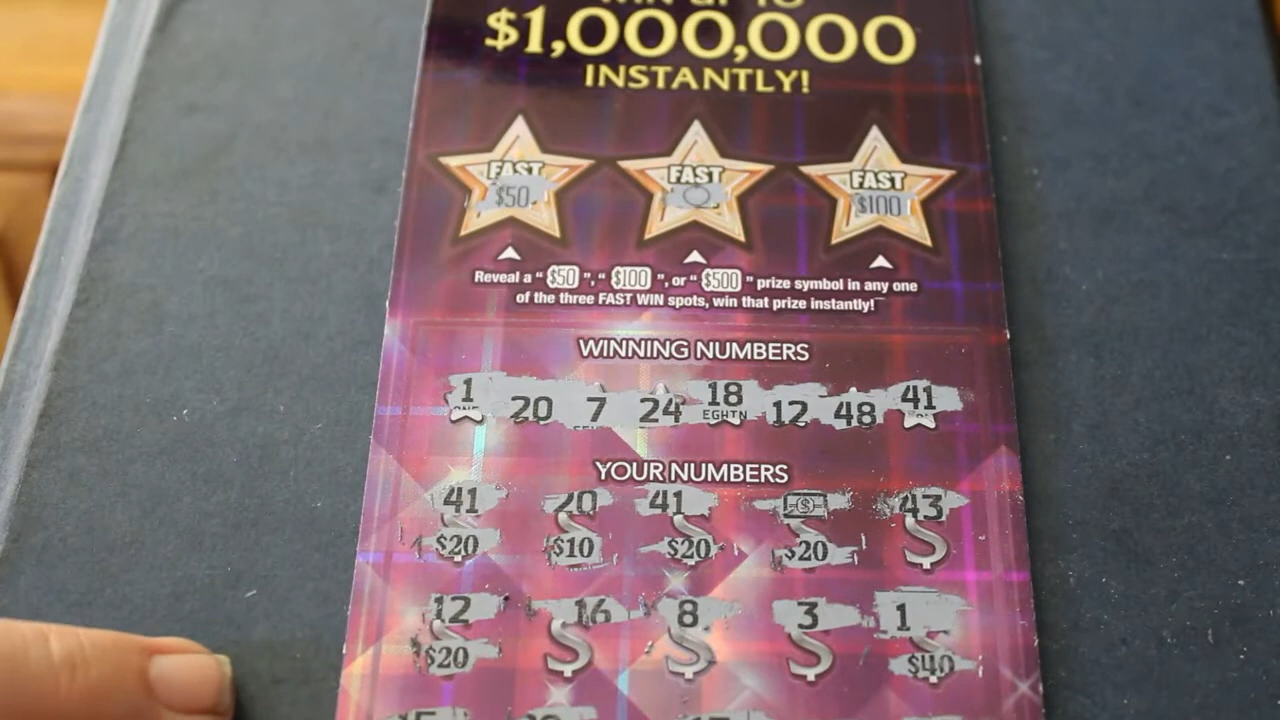 WIN UP TO
$1,000,000
INSTANTLY!
FAST FAST FAST
$50 $100
Reveal a “ $50 ”, “ $100 ”, or “ $500 ” prize symbol in any one
of the three FAST WIN spots, win that prize instantly!
WINNING NUMBERS
1 20 7 24 18 12 48 41
EGHTN
YOUR NUMBERS
41 20 41 $ 43
$20 $10 $20 $20 $
12 16 8 3 1
$20 $ $ $ $40